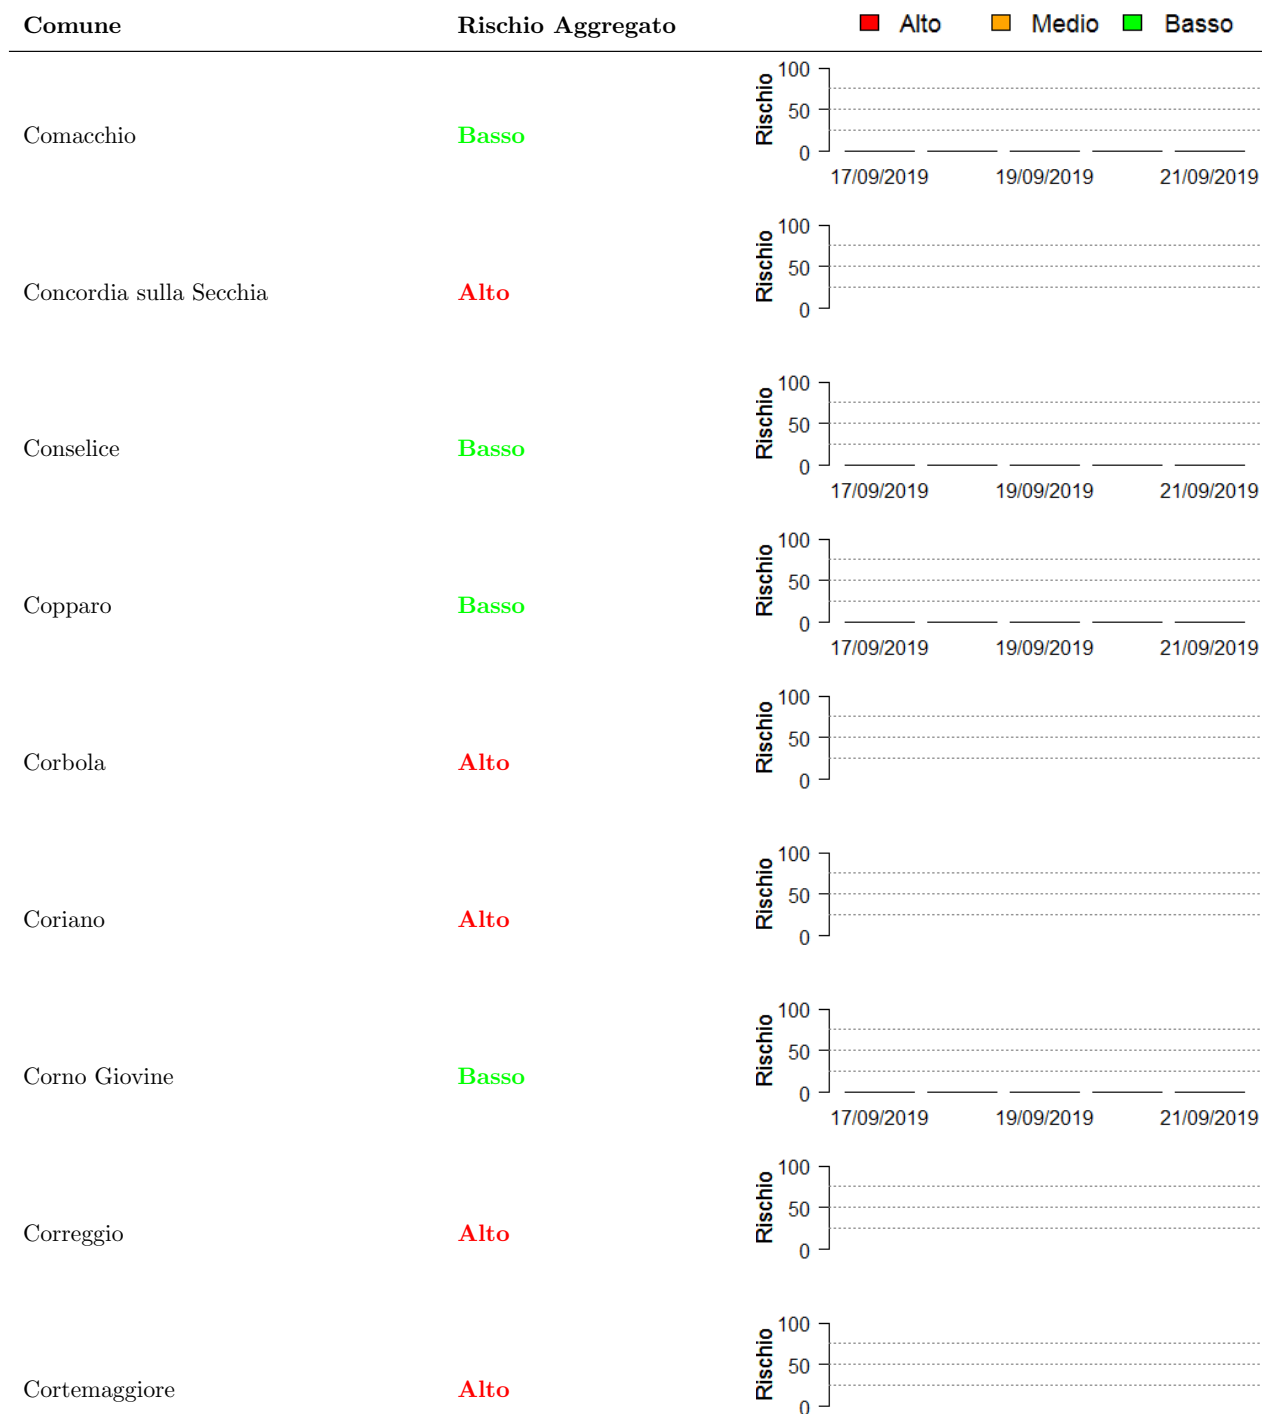 Comune Rischio Aggregato Alto Medio Basso
100
50
0
Rischio
Comacchio Basso
17/09/2019 19/09/2019 21/09/2019
100
50
0
Rischio
Concordia sulla Secchia Alto
100
50
0
Rischio
Conselice Basso
17/09/2019 19/09/2019 21/09/2019
100
50
0
Rischio
Copparo Basso
17/09/2019 19/09/2019 21/09/2019
100
50
0
Rischio
Corbola Alto
100
50
0
Rischio
Coriano Alto
100
50
0
Rischio
Corno Giovine Basso
17/09/2019 19/09/2019 21/09/2019
100
50
0
Rischio
Correggio Alto
100
50
0
Rischio
Cortemaggiore Alto